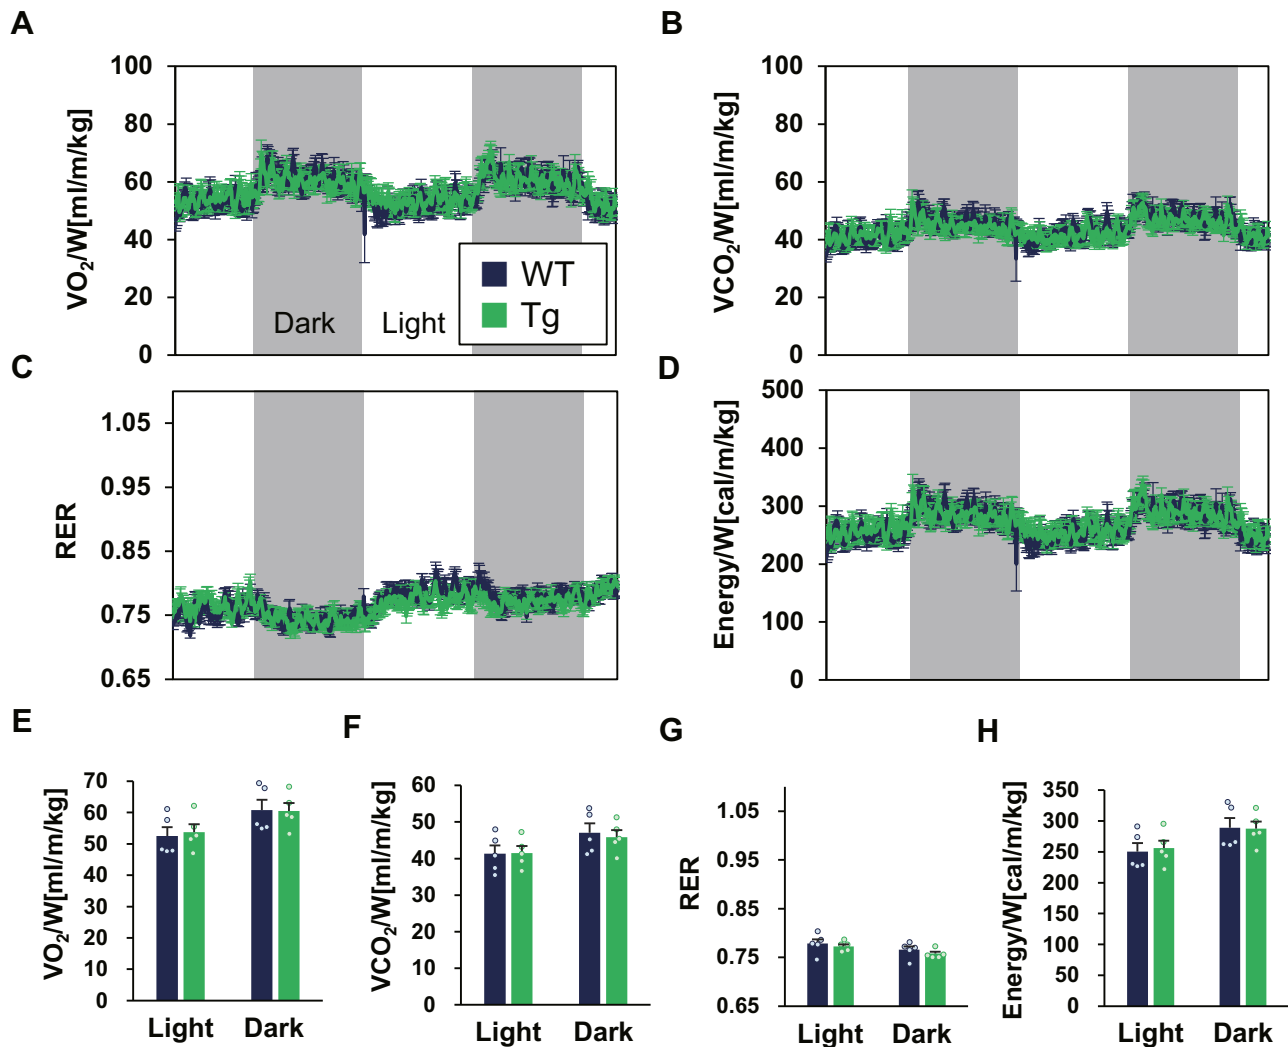 A
B
VO2/W[ml/m/kg]
100
80
60
40
20
0
Dark
Light
WT
Tg
VCO2/W[ml/m/kg]
100
80
60
40
20
0
C
D
RER
1.05
0.95
0.85
0.75
0.65
Energy/W[cal/m/kg]
500
400
300
200
100
0
E
F
G
H
VO2/W[ml/m/kg]
70
60
50
40
30
20
10
0
Light Dark
VCO2/W[ml/m/kg]
60
50
40
30
20
10
0
Light Dark
RER
1.05
0.95
0.85
0.75
0.65
Light Dark
Energy/W[cal/m/kg]
350
300
250
200
150
100
50
0
Light Dark